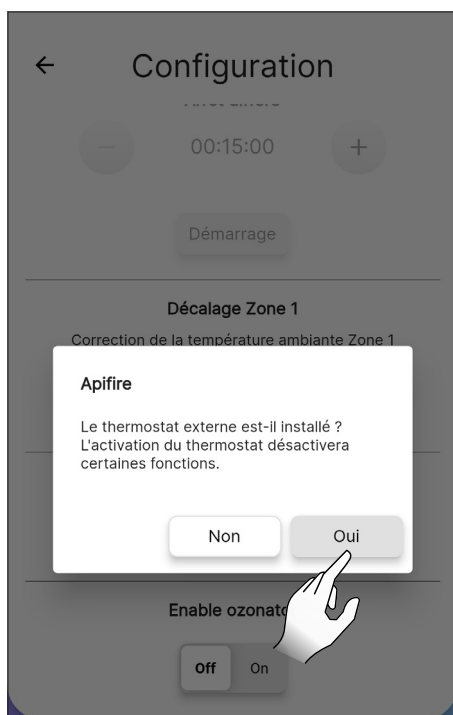 Configuration
00:15:00
Démarrage
Décalage Zone 1
Correction de la température ambiante Zone 1
Apifire
Le thermostat externe est-il installé ?
L'activation du thermostat désactivera
certaines fonctions.
Non Oui
Enable ozonato
Off On